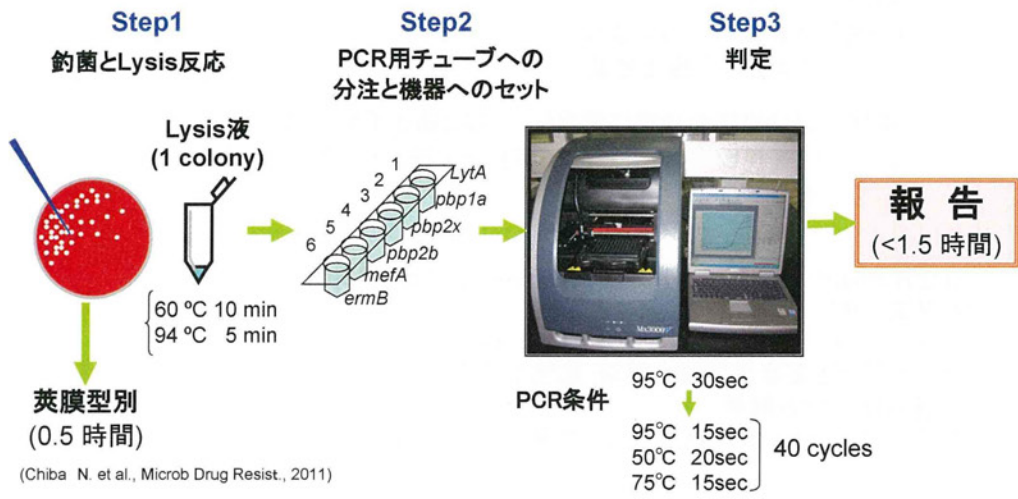 Step1
釣菌とLysis反応
Lysis液
(1 colony)
60 ºC 10 min
94 ºC 5 min
莢膜型別
(0.5 時間)
(Chiba N. et al., Microb Drug Resist., 2011)
Step2
PCR用チューブへの
分注と機器へのセット
1 LytA
2 pbp1a
3 pbp2x
4 pbp2b
5 mefA
6 ermB
Step3
判定
PCR条件
95℃ 30sec
95℃ 15sec
50℃ 20sec
75℃ 15sec
40 cycles
報 告
(<1.5 時間)